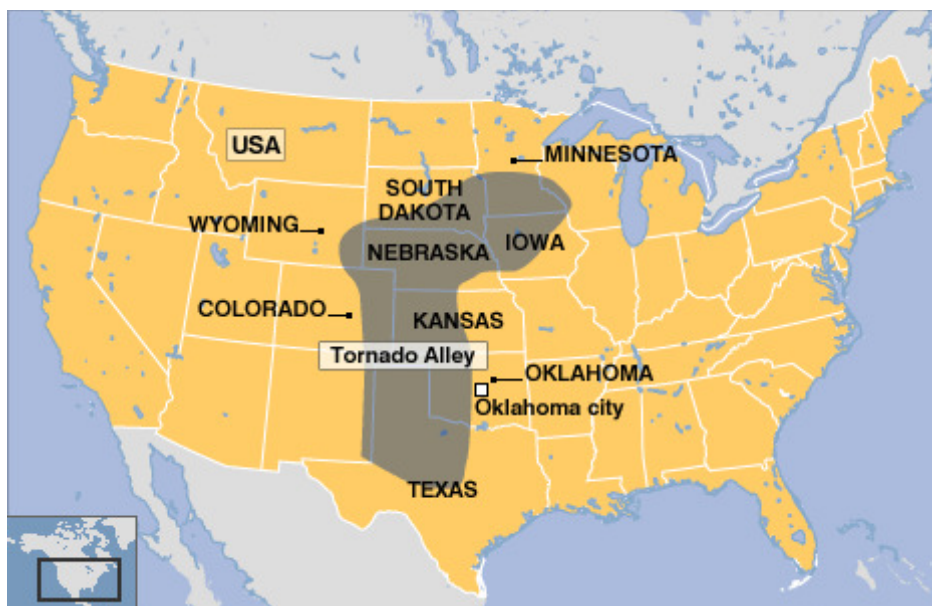 USA
MINNESOTA
SOUTH
DAKOTA
WYOMING
NEBRASKA
IOWA
COLORADO
KANSAS
Tornado Alley
OKLAHOMA
Oklahoma city
TEXAS